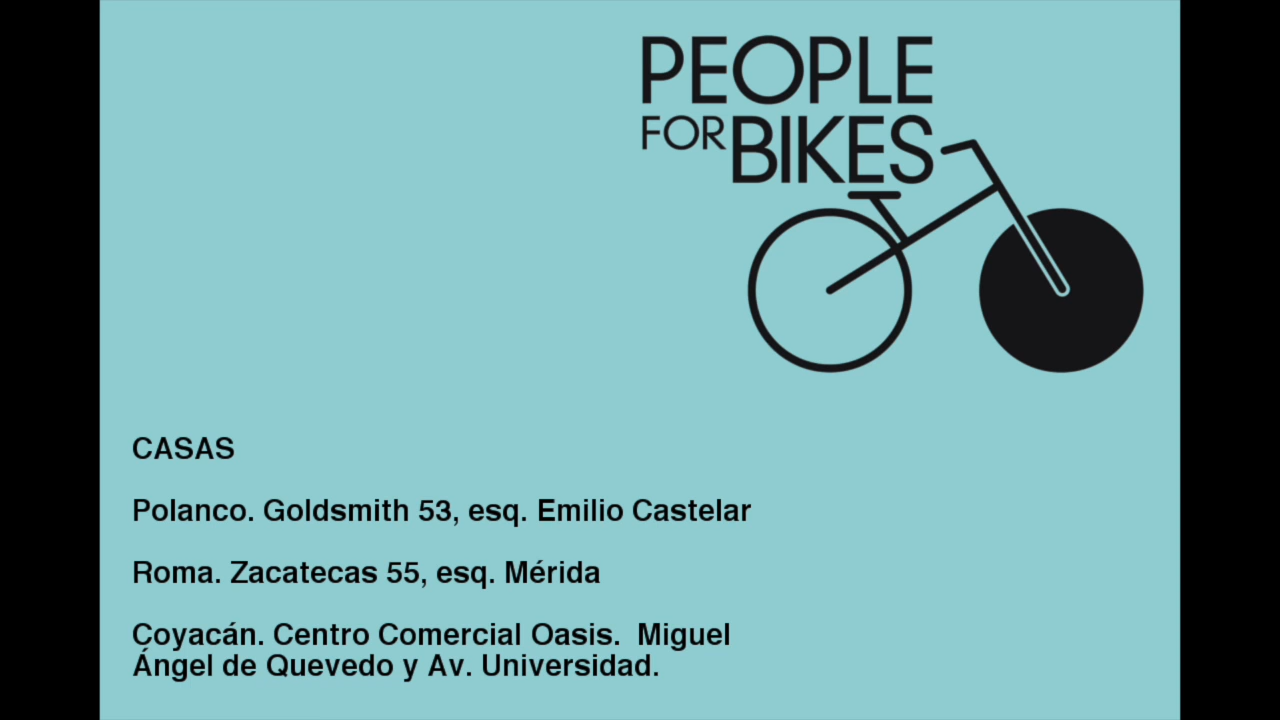 PEOPLE
FOR BIKES
CASAS
Polanco. Goldsmith 53, esq. Emilio Castelar
Roma. Zacatecas 55, esq. Mérida
Coyacán. Centro Comercial Oasis.  Miguel
Ángel de Quevedo y Av. Universidad.